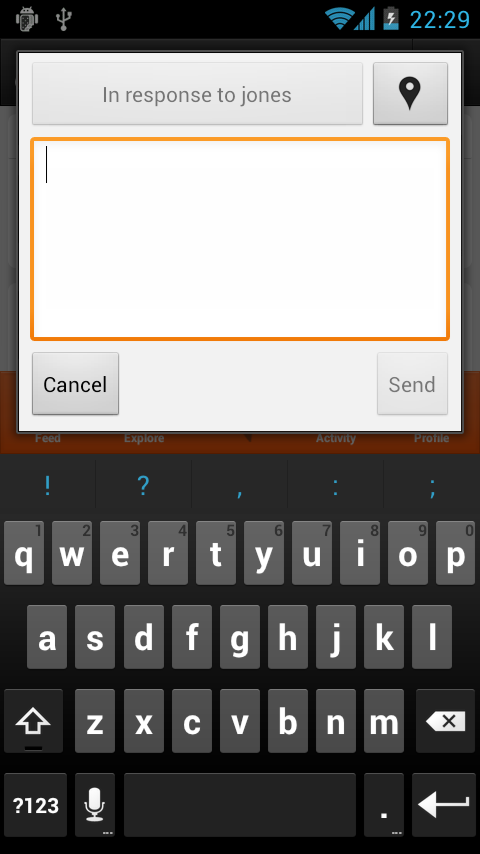 22:29
In response to jones
Cancel Send
Feed Explore Activity Profile
! ? , : ;
1 2 3 4 5 6 7 8 9 0
q w e r t y u i o p
a s d f g h j k l
z x c v b n m
?123 ... . ...